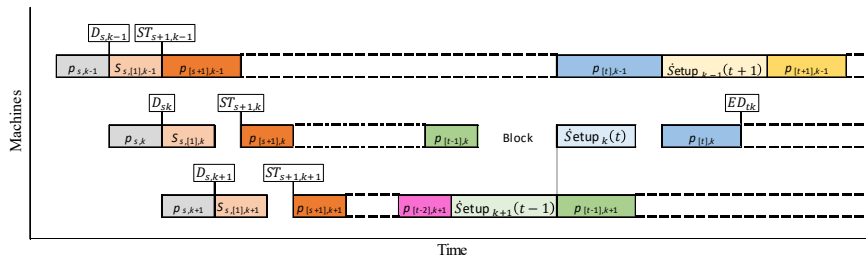 D_{s,k-1} ST_{s+1,k-1}
p_{s,k-1} S_{s,[1],k-1} p_{[s+1],k-1} p_{[t],k-1} Ṡetup_{k-1}(t+1) p_{[t+1],k-1}
D_{sk} ST_{s+1,k} ED_{tk}
p_{s,k} S_{s,[1],k} p_{[s+1],k} p_{[t-1],k} Block Ṡetup_k(t) p_{[t],k}
D_{s,k+1} ST_{s+1,k+1}
p_{s,k+1} S_{s,[1],k+1} p_{[s+1],k+1} p_{[t-2],k+1} Ṡetup_{k+1}(t-1) p_{[t-1],k+1}
Machines
Time